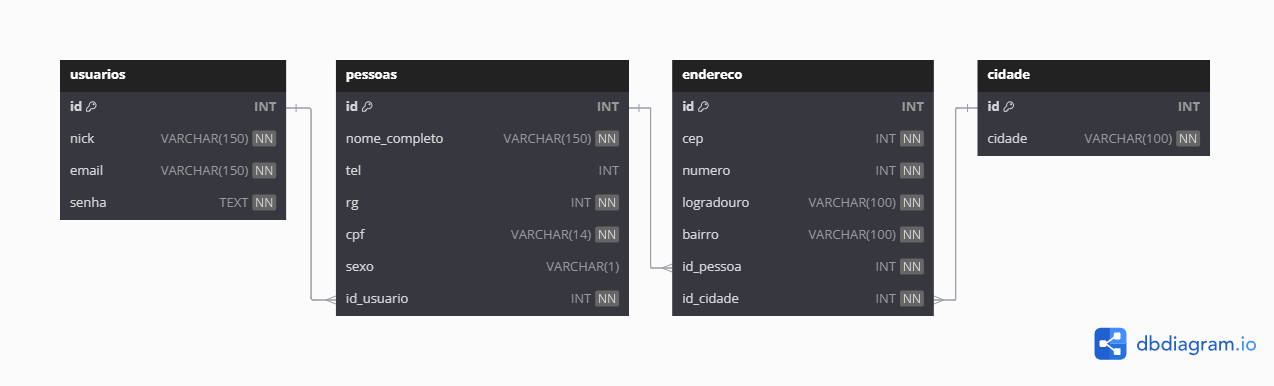 usuarios
id INT
nick VARCHAR(150) NN
email VARCHAR(150) NN
senha TEXT NN
pessoas
id INT
nome_completo VARCHAR(150) NN
tel INT
rg INT NN
cpf VARCHAR(14) NN
sexo VARCHAR(1)
id_usuario INT NN
endereco
id INT
cep INT NN
numero INT NN
logradouro VARCHAR(100) NN
bairro VARCHAR(100) NN
id_pessoa INT NN
id_cidade INT NN
cidade
id INT
cidade VARCHAR(100) NN
dbdiagram.io